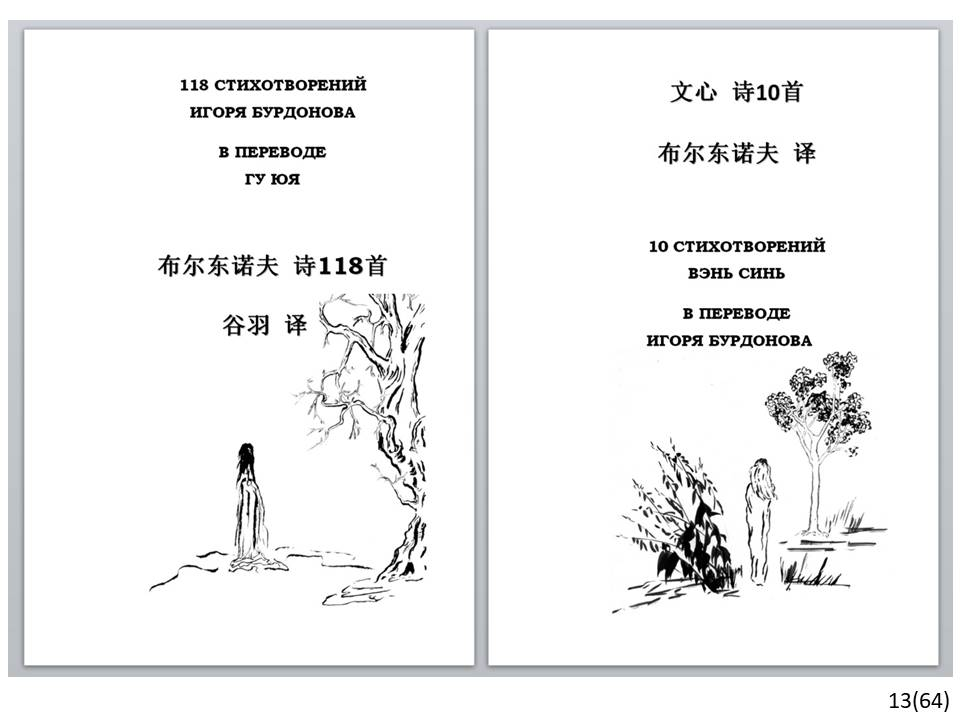 118 СТИХОТВОРЕНИЙ
ИГОРЯ БУРДОНОВА
В ПЕРЕВОДЕ
ГУ ЮЯ
布尔东诺夫 诗118首
谷羽 译
文心 诗10首
布尔东诺夫 译
10 СТИХОТВОРЕНИЙ
ВЭНЬ СИНЬ
В ПЕРЕВОДЕ
ИГОРЯ БУРДОНОВА
13(64)